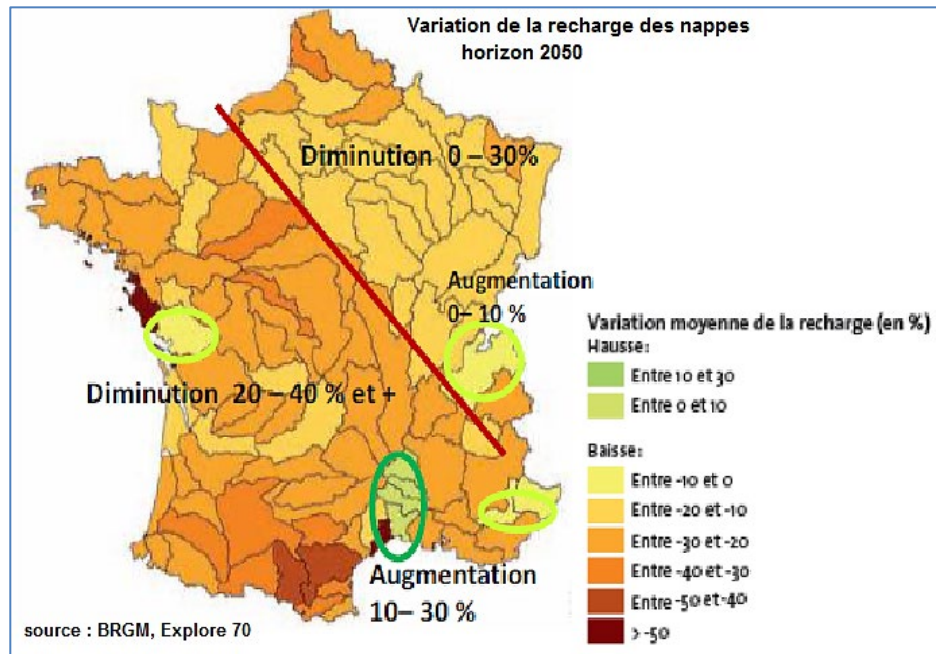 Variation de la recharge des nappes
horizon 2050
Diminution 0 – 30%
Augmentation
0– 10 %
Diminution 20 – 40 % et +
Augmentation
10– 30 %
source : BRGM, Explore 70
Variation moyenne de la recharge (en %)
Hausse:
Entre 10 et 30
Entre 0 et 10
Baisse:
Entre -10 et 0
Entre -20 et -10
Entre -30 et -20
Entre -40 et -30
Entre -50 et -40
> -50